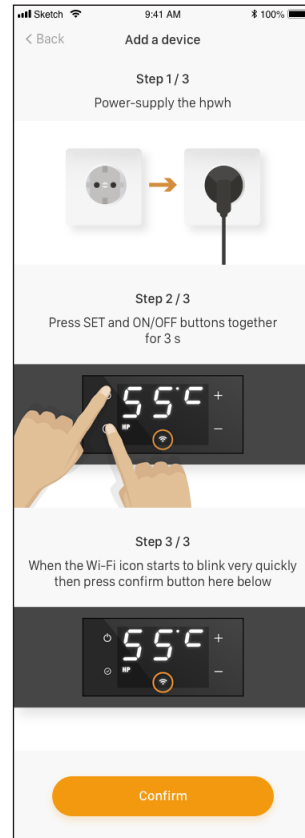 Sketch 9:41 AM 100%
< Back Add a device
Step 1 / 3
Power-supply the hpwh
Step 2 / 3
Press SET and ON/OFF buttons together
for 3 s
55°C
HP
Step 3 / 3
When the Wi-Fi icon starts to blink very quickly
then press confirm button here below
55°C
HP
Confirm